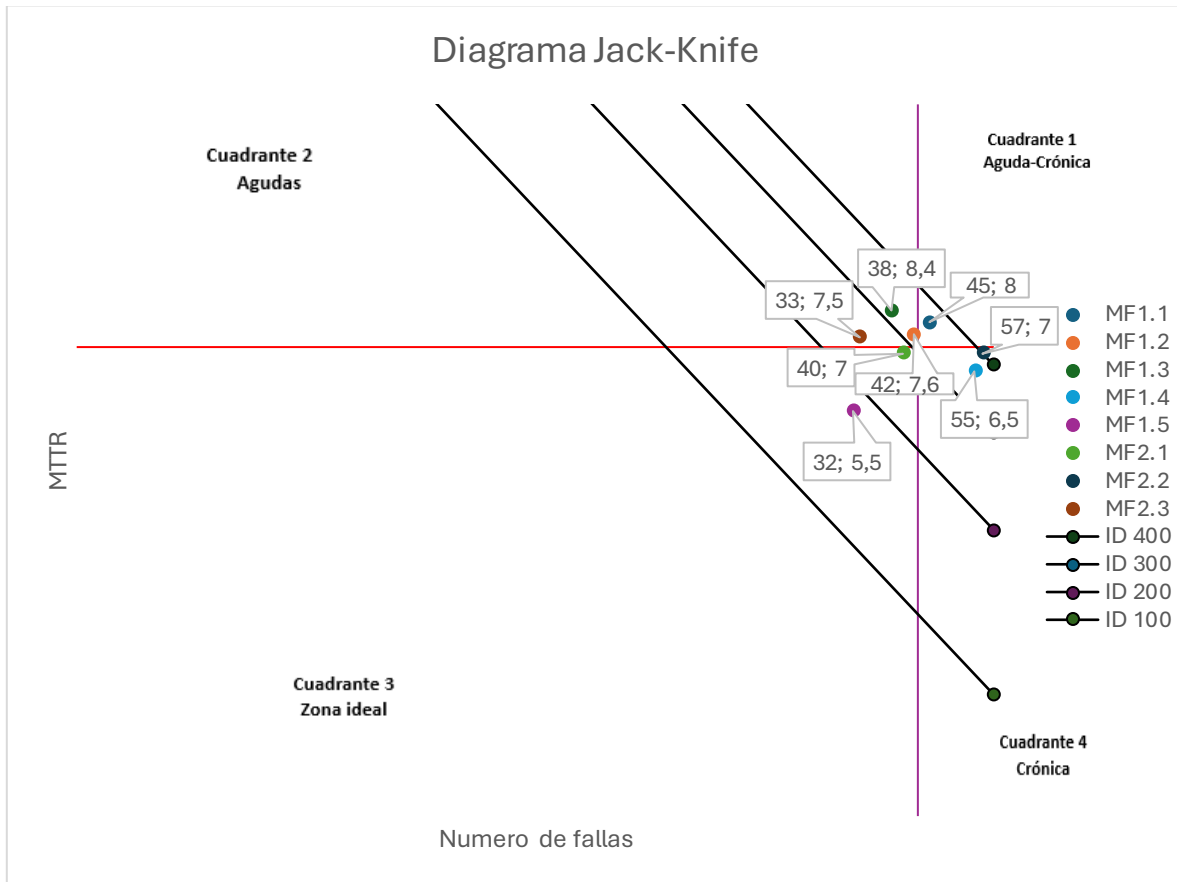 Diagrama Jack-Knife
Cuadrante 2
Agudas
Cuadrante 1
Aguda-Crónica
38; 8,4
45; 8
33; 7,5
57; 7
40; 7
42; 7,6
55; 6,5
32; 5,5
MTTR
MF1.1
MF1.2
MF1.3
MF1.4
MF1.5
MF2.1
MF2.2
MF2.3
ID 400
ID 300
ID 200
ID 100
Cuadrante 3
Zona ideal
Cuadrante 4
Crónica
Numero de fallas